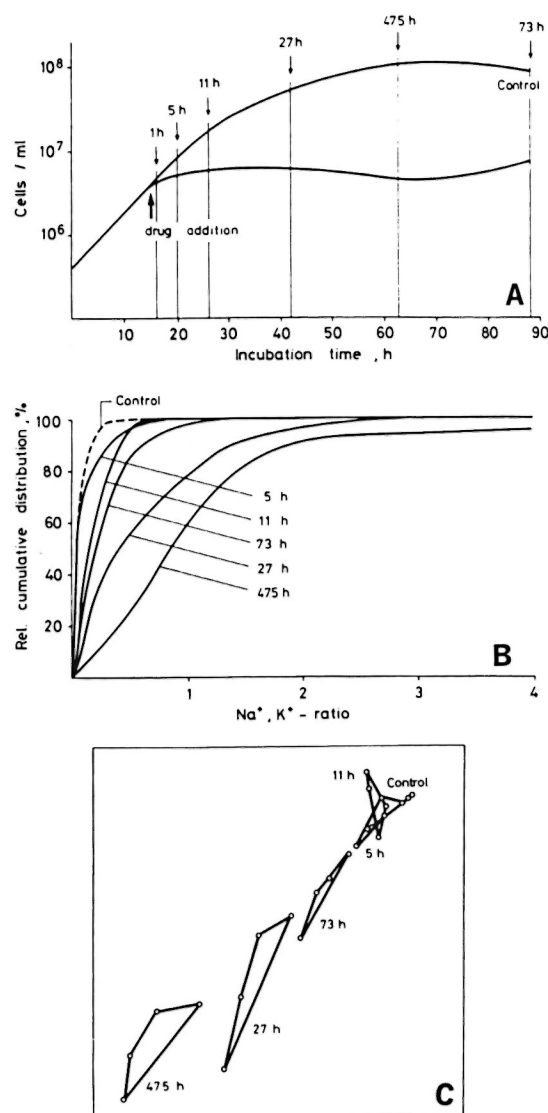 475 h
73 h
27 h
11 h
5 h
1 h
Control
drug addition
Cells / ml
10⁸
10⁷
10⁶
10 20 30 40 50 60 70 80 90
Incubation time , h
A
Control
Rel. cumulative distribution , %
100
80
60
40
20
5 h
11 h
73 h
27 h
475 h
1 2 3 4
Na⁺, K⁺ - ratio
B
11 h
Control
5 h
73 h
27 h
475 h
C